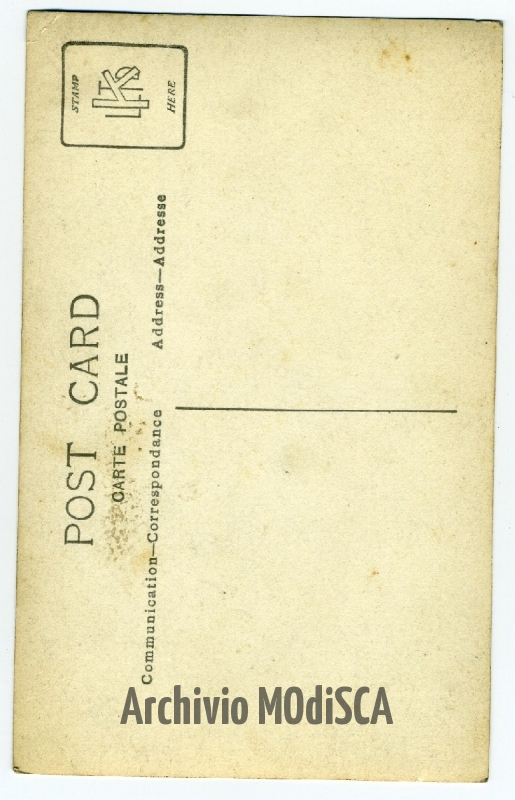 STAMP
HERE
POST CARD
CARTE POSTALE
Communication—Correspondance
Address—Addresse
Archivio MOdiSCA